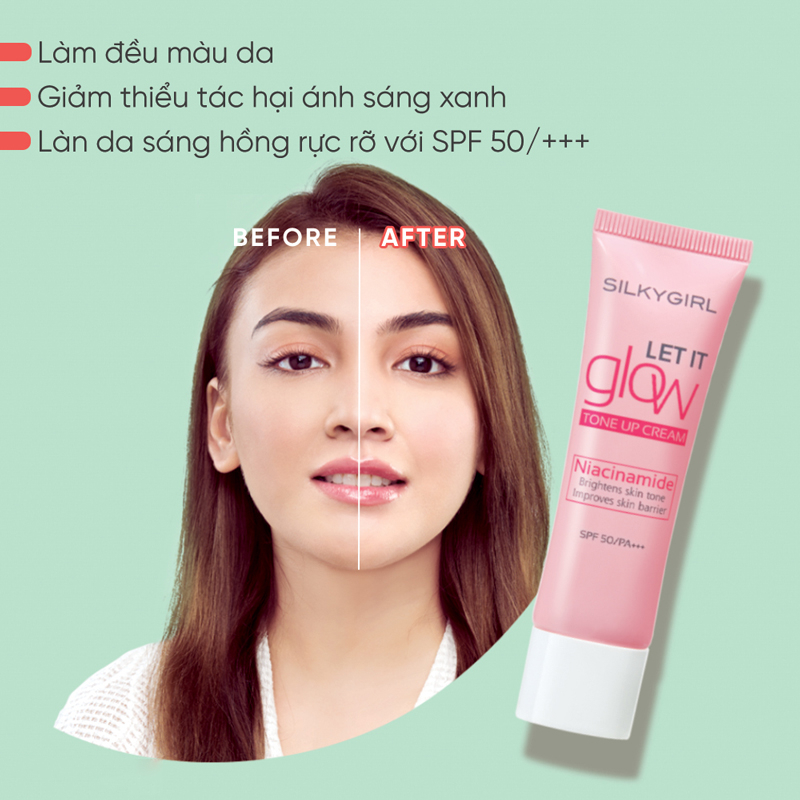 Làm đều màu da
Giảm thiểu tác hại ánh sáng xanh
Làn da sáng hồng rực rỡ với SPF 50/+++
BEFORE AFTER
SILKYGIRL
LET IT
glow
TONE UP CREAM
Niacinamide
Brightens skin tone
Improves skin barrier
SPF 50/PA+++